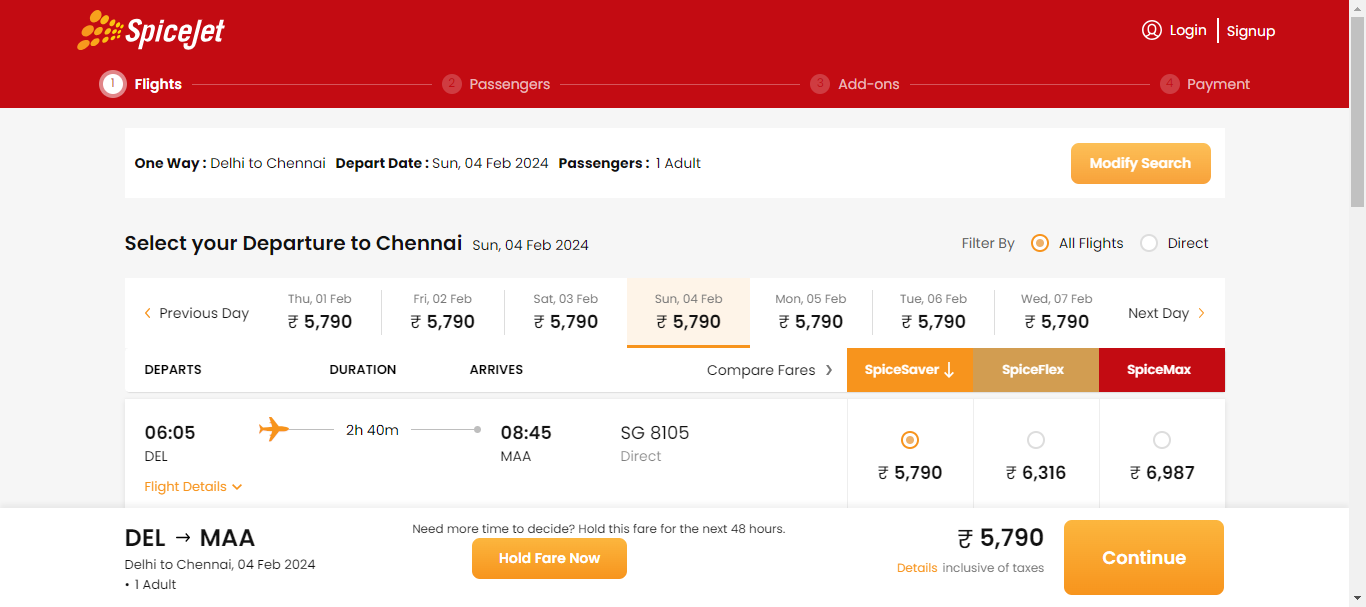 SpiceJet
Login | Signup
1 Flights 2 Passengers 3 Add-ons 4 Payment
One Way : Delhi to Chennai Depart Date : Sun, 04 Feb 2024 Passengers : 1 Adult Modify Search
Select your Departure to Chennai Sun, 04 Feb 2024 Filter By All Flights Direct
Thu, 01 Feb Fri, 02 Feb Sat, 03 Feb Sun, 04 Feb Mon, 05 Feb Tue, 06 Feb Wed, 07 Feb
Previous Day ₹ 5,790 ₹ 5,790 ₹ 5,790 ₹ 5,790 ₹ 5,790 ₹ 5,790 ₹ 5,790 Next Day
DEPARTS DURATION ARRIVES Compare Fares SpiceSaver ↓ SpiceFlex SpiceMax
06:05 2h 40m 08:45 SG 8105
DEL MAA Direct
₹ 5,790 ₹ 6,316 ₹ 6,987
Flight Details
DEL → MAA Need more time to decide? Hold this fare for the next 48 hours. ₹ 5,790
Delhi to Chennai, 04 Feb 2024 Hold Fare Now Details inclusive of taxes Continue
• 1 Adult